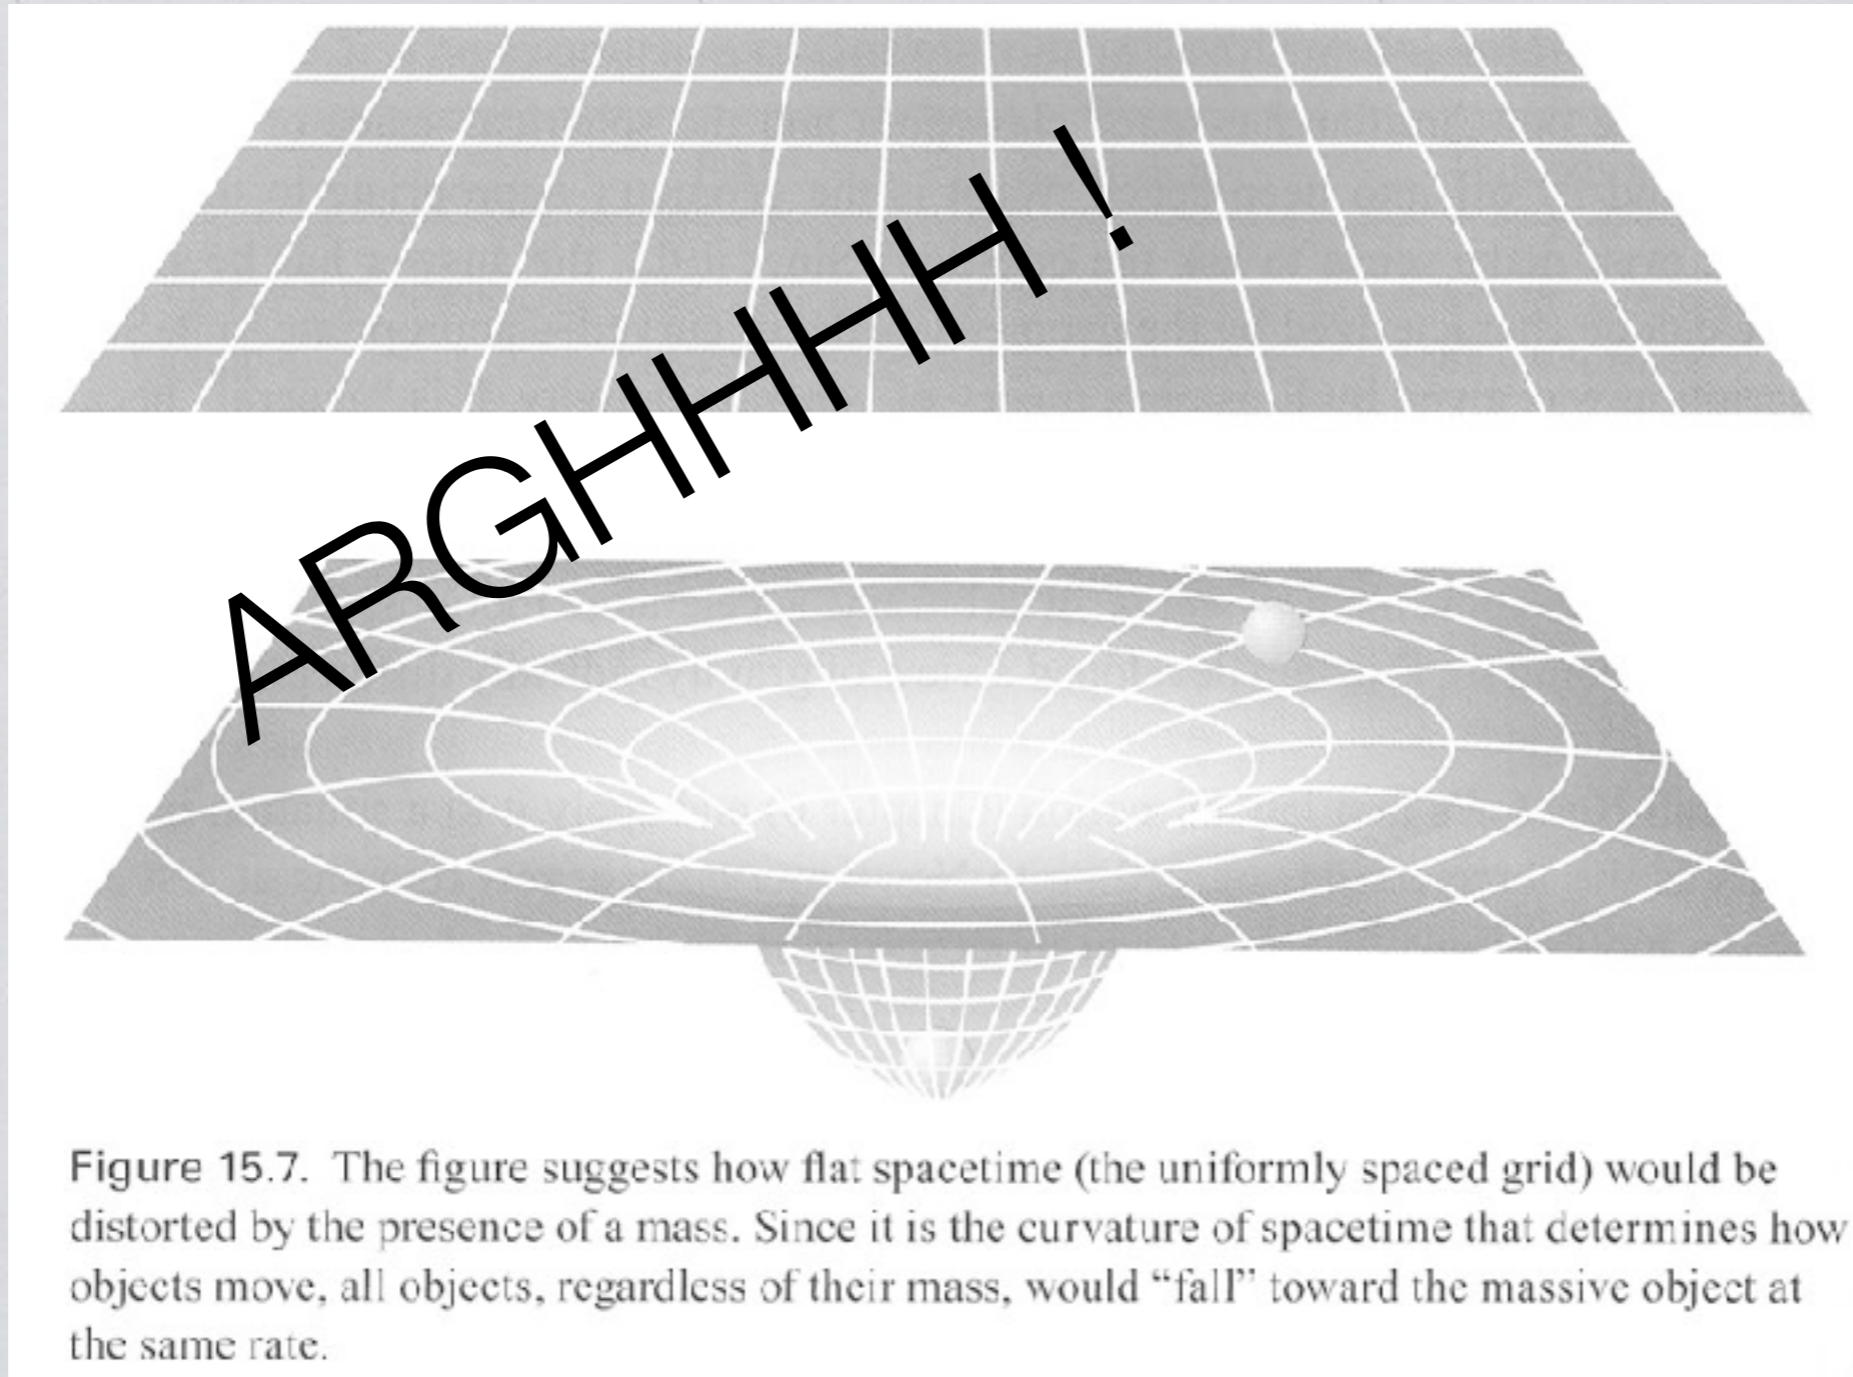 ARGHHHH !
Figure 15.7. The figure suggests how flat spacetime (the uniformly spaced grid) would be
distorted by the presence of a mass. Since it is the curvature of spacetime that determines how
objects move, all objects, regardless of their mass, would “fall” toward the massive object at
the same rate.